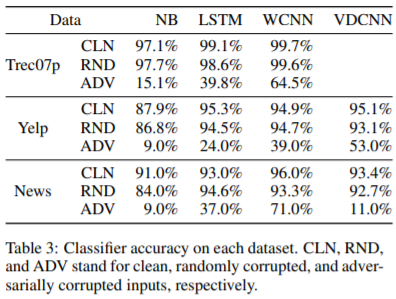 Data NB LSTM WCNN VDCNN
CLN 97.1% 99.1% 99.7%
Trec07p RND 97.7% 98.6% 99.6%
ADV 15.1% 39.8% 64.5%
CLN 87.9% 95.3% 94.9% 95.1%
Yelp RND 86.8% 94.5% 94.7% 93.1%
ADV 9.0% 24.0% 39.0% 53.0%
CLN 91.0% 93.0% 96.0% 93.4%
News RND 84.0% 94.6% 93.3% 92.7%
ADV 9.0% 37.0% 71.0% 11.0%
Table 3: Classifier accuracy on each dataset. CLN, RND,
and ADV stand for clean, randomly corrupted, and adver-
sarially corrupted inputs, respectively.